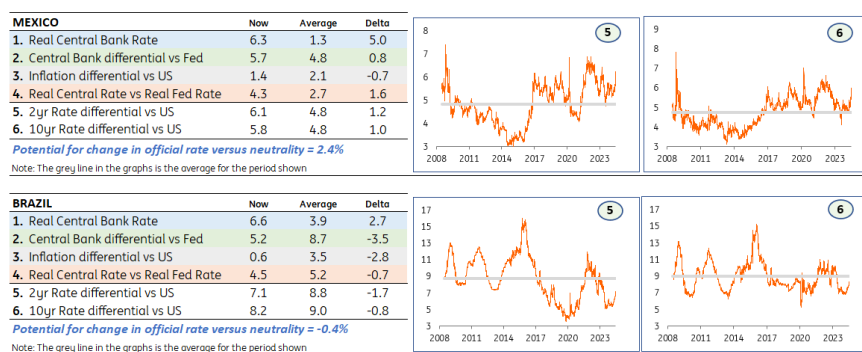 MEXICO Now Average Delta
1. Real Central Bank Rate 6.3 1.3 5.0
2. Central Bank differential vs Fed 5.7 4.8 0.8
3. Inflation differential vs US 1.4 2.1 -0.7
4. Real Central Rate vs Real Fed Rate 4.3 2.7 1.6
5. 2yr Rate differential vs US 6.1 4.8 1.2
6. 10yr Rate differential vs US 5.8 4.8 1.0
Potential for change in official rate versus neutrality = 2.4%
Note: The grey line in the graphs is the average for the period shown
5
8
7
6
5
4
3
2008 2011 2014 2017 2020 2023
6
9
8
7
6
5
4
3
2008 2011 2014 2017 2020 2023
BRAZIL Now Average Delta
1. Real Central Bank Rate 6.6 3.9 2.7
2. Central Bank differential vs Fed 5.2 8.7 -3.5
3. Inflation differential vs US 0.6 3.5 -2.8
4. Real Central Rate vs Real Fed Rate 4.5 5.2 -0.7
5. 2yr Rate differential vs US 7.1 8.8 -1.7
6. 10yr Rate differential vs US 8.2 9.0 -0.8
Potential for change in official rate versus neutrality = -0.4%
Note: The grey line in the graphs is the average for the period shown
5
17
15
13
11
9
7
5
3
2008 2011 2014 2017 2020 2023
6
17
15
13
11
9
7
5
3
2008 2011 2014 2017 2020 2023